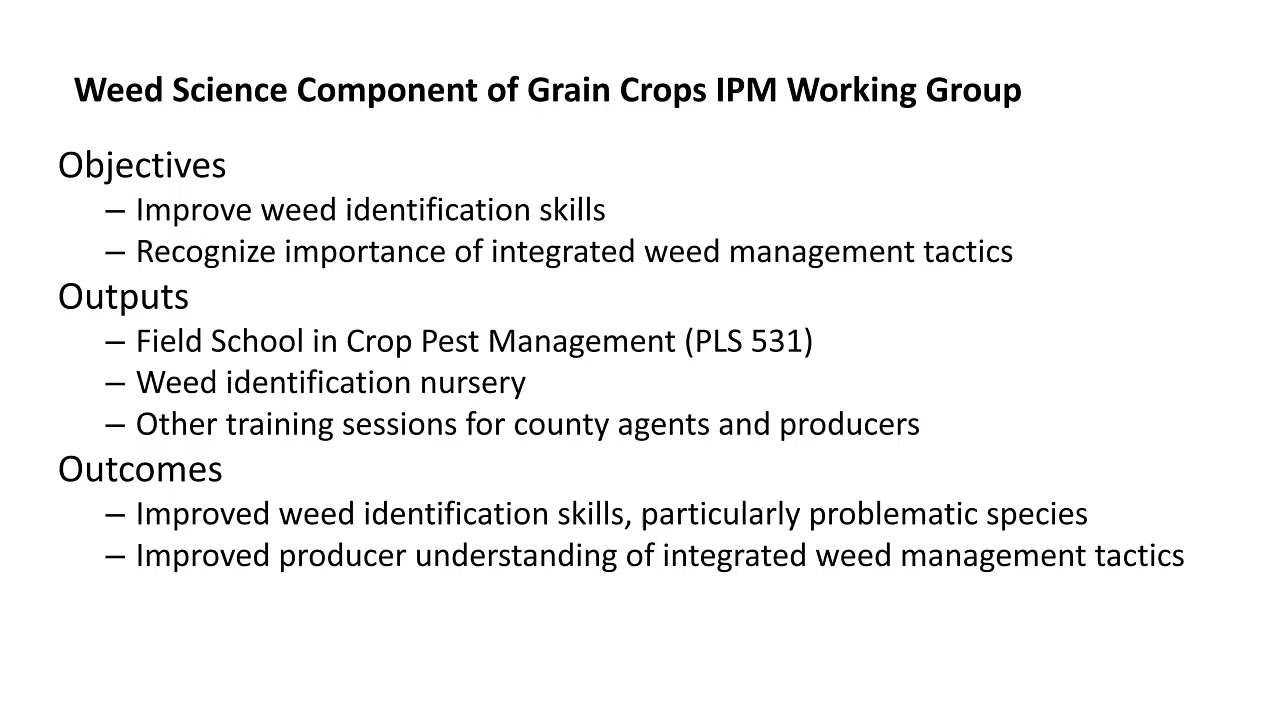 Weed Science Component of Grain Crops IPM Working Group
Objectives
– Improve weed identification skills
– Recognize importance of integrated weed management tactics
Outputs
– Field School in Crop Pest Management (PLS 531)
– Weed identification nursery
– Other training sessions for county agents and producers
Outcomes
– Improved weed identification skills, particularly problematic species
– Improved producer understanding of integrated weed management tactics